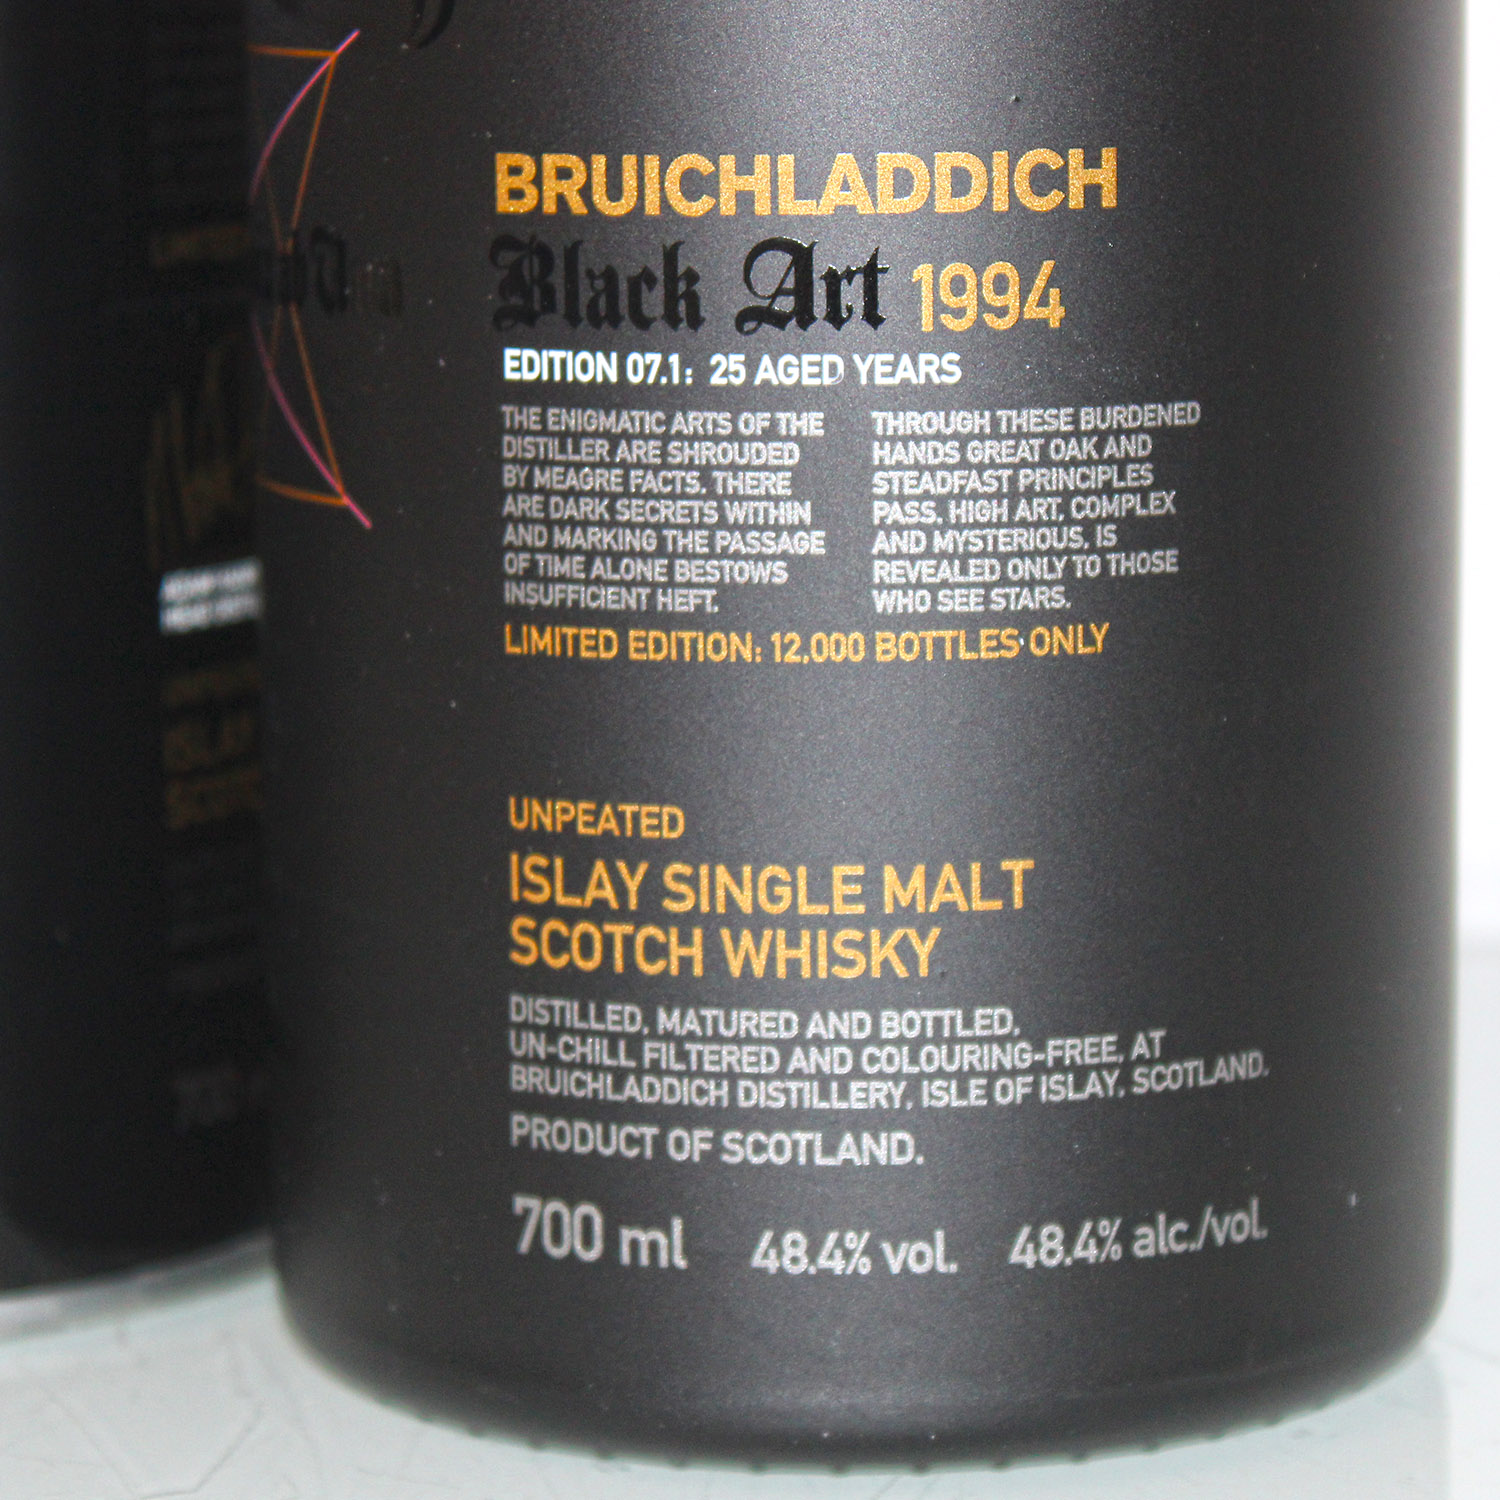 BRUICHLADDICH
Black Art 1994
EDITION 07.1: 25 AGED YEARS
THE ENIGMATIC ARTS OF THE
DISTILLER ARE SHROUDED
BY MEAGRE FACTS. THERE
ARE DARK SECRETS WITHIN
AND MARKING THE PASSAGE
OF TIME ALONE BESTOWS
INSUFFICIENT HEFT.
THROUGH THESE BURDENED
HANDS GREAT OAK AND
STEADFAST PRINCIPLES
PASS. HIGH ART, COMPLEX
AND MYSTERIOUS, IS
REVEALED ONLY TO THOSE
WHO SEE STARS.
LIMITED EDITION: 12,000 BOTTLES ONLY
UNPEATED
ISLAY SINGLE MALT
SCOTCH WHISKY
DISTILLED, MATURED AND BOTTLED,
UN-CHILL FILTERED AND COLOURING-FREE, AT
BRUICHLADDICH DISTILLERY, ISLE OF ISLAY, SCOTLAND.
PRODUCT OF SCOTLAND.
700 ml 48.4% vol. 48.4% alc./vol.